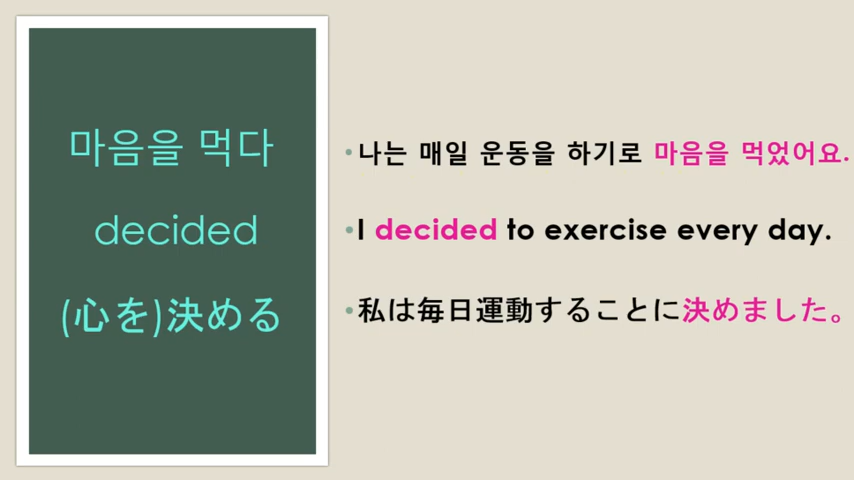 마음을 먹다
decided
(心を)決める
•나는 매일 운동을 하기로 마음을 먹었어요.
•I decided to exercise every day.
•私は毎日運動することに決めました。